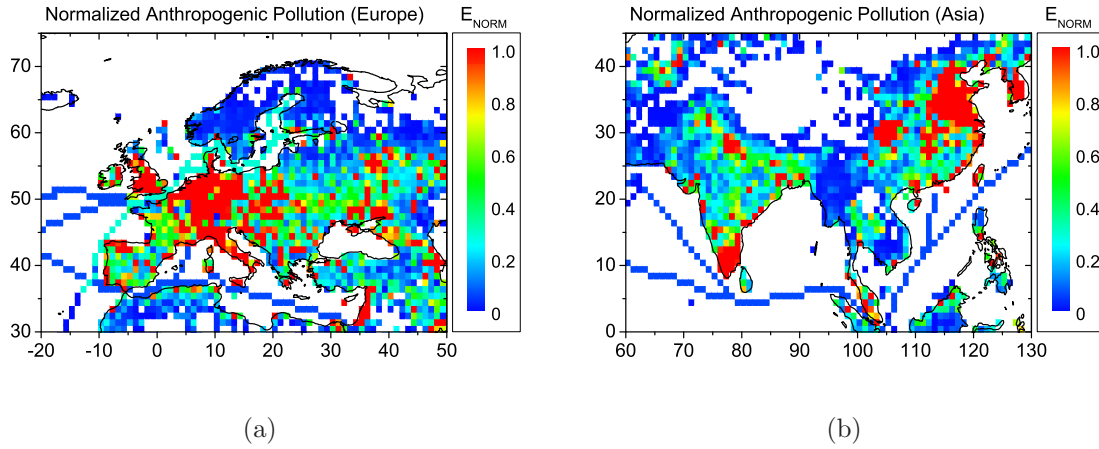 Normalized Anthropogenic Pollution (Europe)
E_NORM
1.0
0.8
0.6
0.4
0.2
0
70
60
50
40
30
-20 -10 0 10 20 30 40 50
(a)
Normalized Anthropogenic Pollution (Asia)
E_NORM
1.0
0.8
0.6
0.4
0.2
0
40
30
20
10
0
60 70 80 90 100 110 120 130
(b)